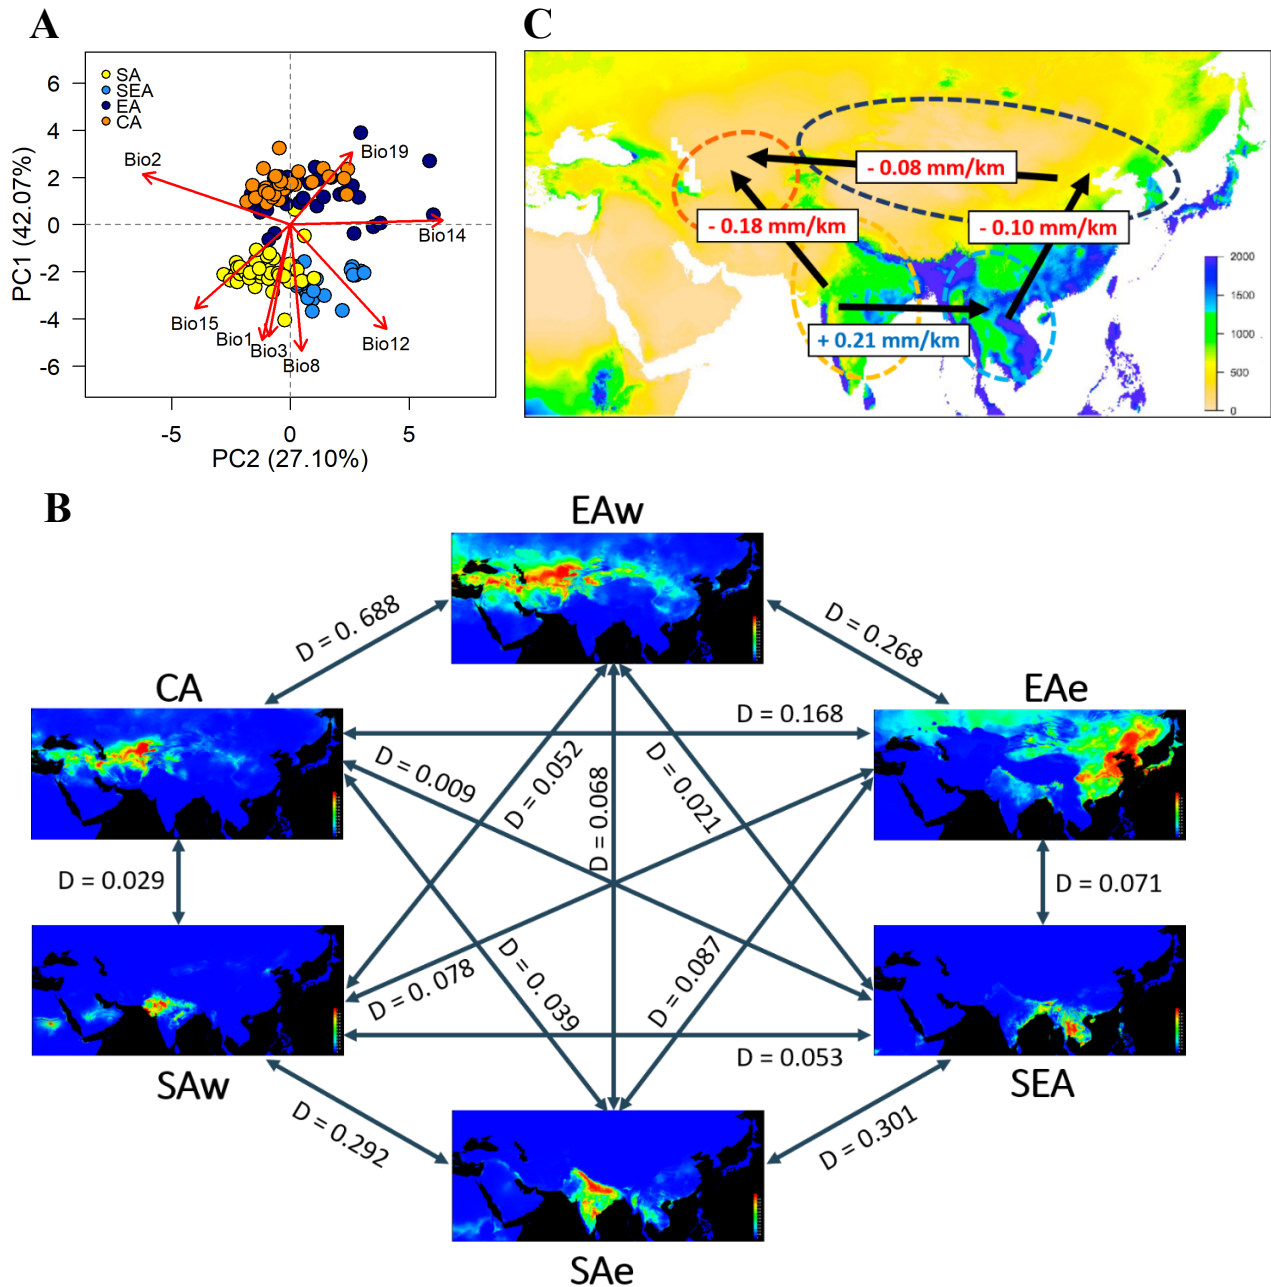 A
C
SA
SEA
EA
CA
6
4
2
0
-2
-4
-6
PC1 (42.07%)
Bio2
Bio19
Bio14
Bio15
Bio1
Bio3
Bio8
Bio12
-5
0
5
PC2 (27.10%)
- 0.08 mm/km
- 0.18 mm/km
- 0.10 mm/km
+ 0.21 mm/km
2000
1500
1000
500
0
B
EAw
D = 0. 688
D = 0.268
CA
EAe
D = 0.168
D = 0.009
D = 0.052
D = 0.068
D = 0.021
D = 0.029
D = 0.071
D = 0. 078
D = 0. 039
D = 0.087
D = 0.053
SAw
SEA
D = 0.292
D = 0.301
SAe